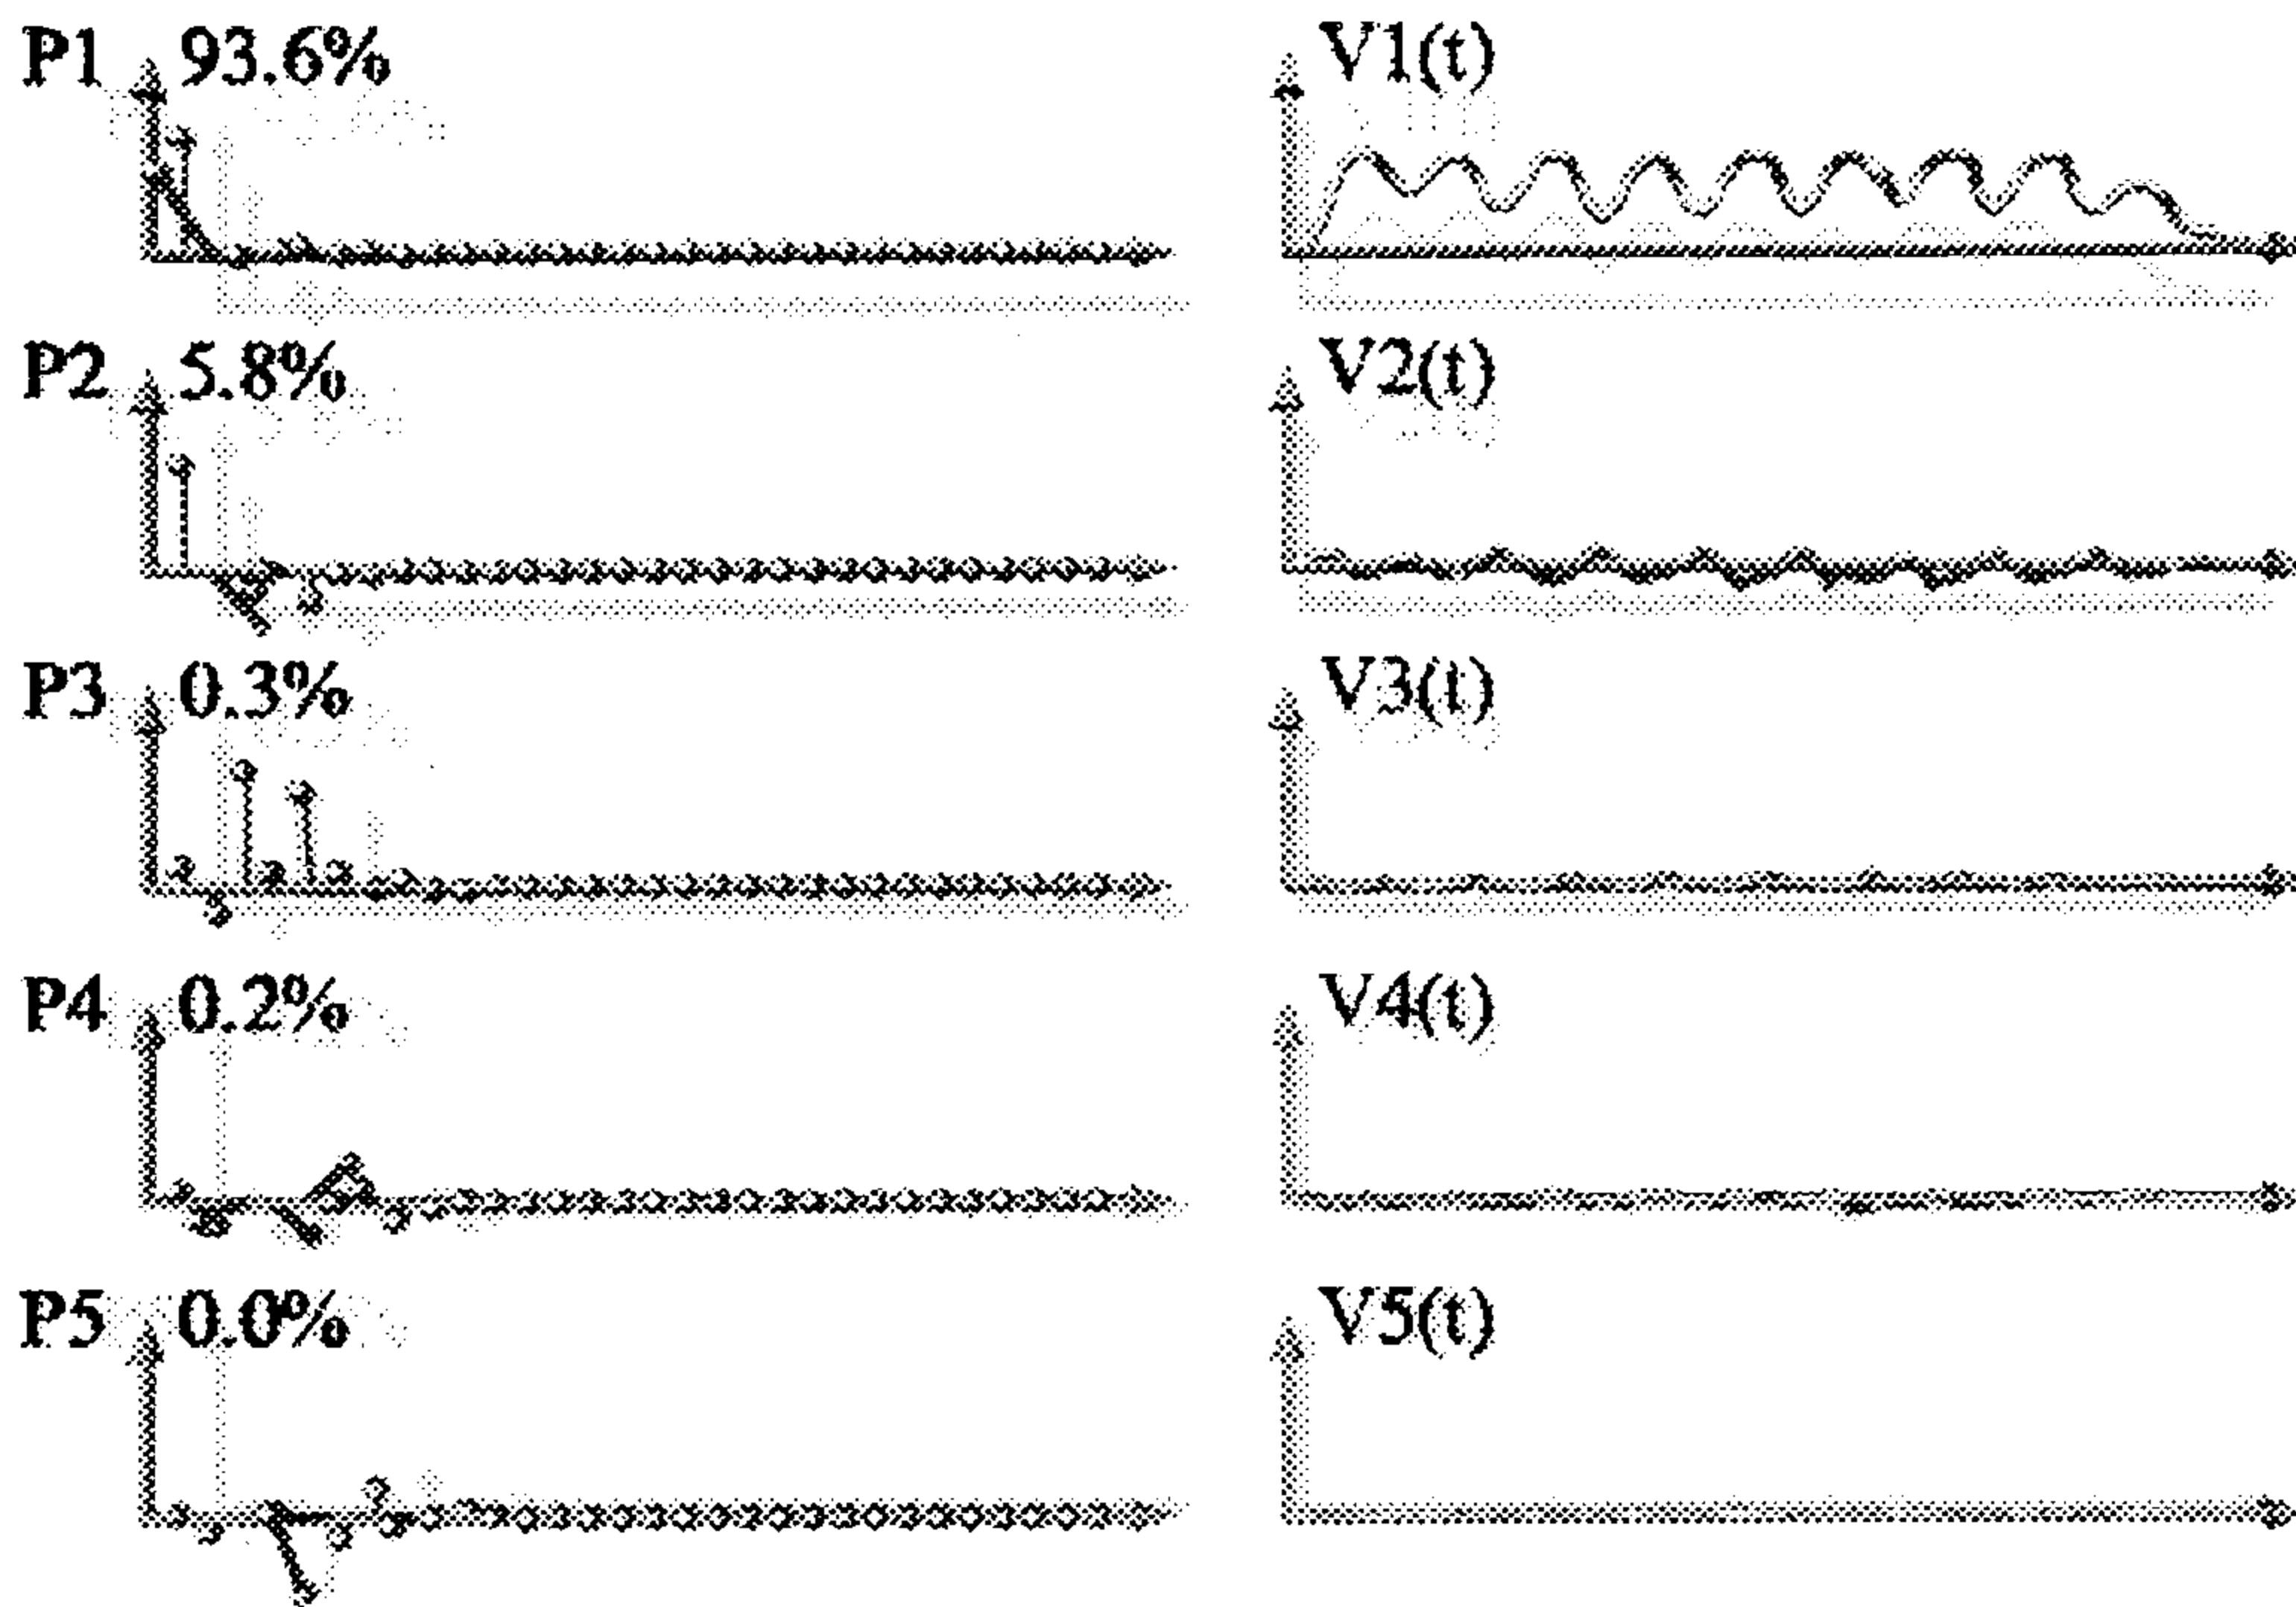 P1 93.6% V1(t)
P2 5.8% V2(t)
P3 0.3% V3(t)
P4 0.2% V4(t)
P5 0.0% V5(t)